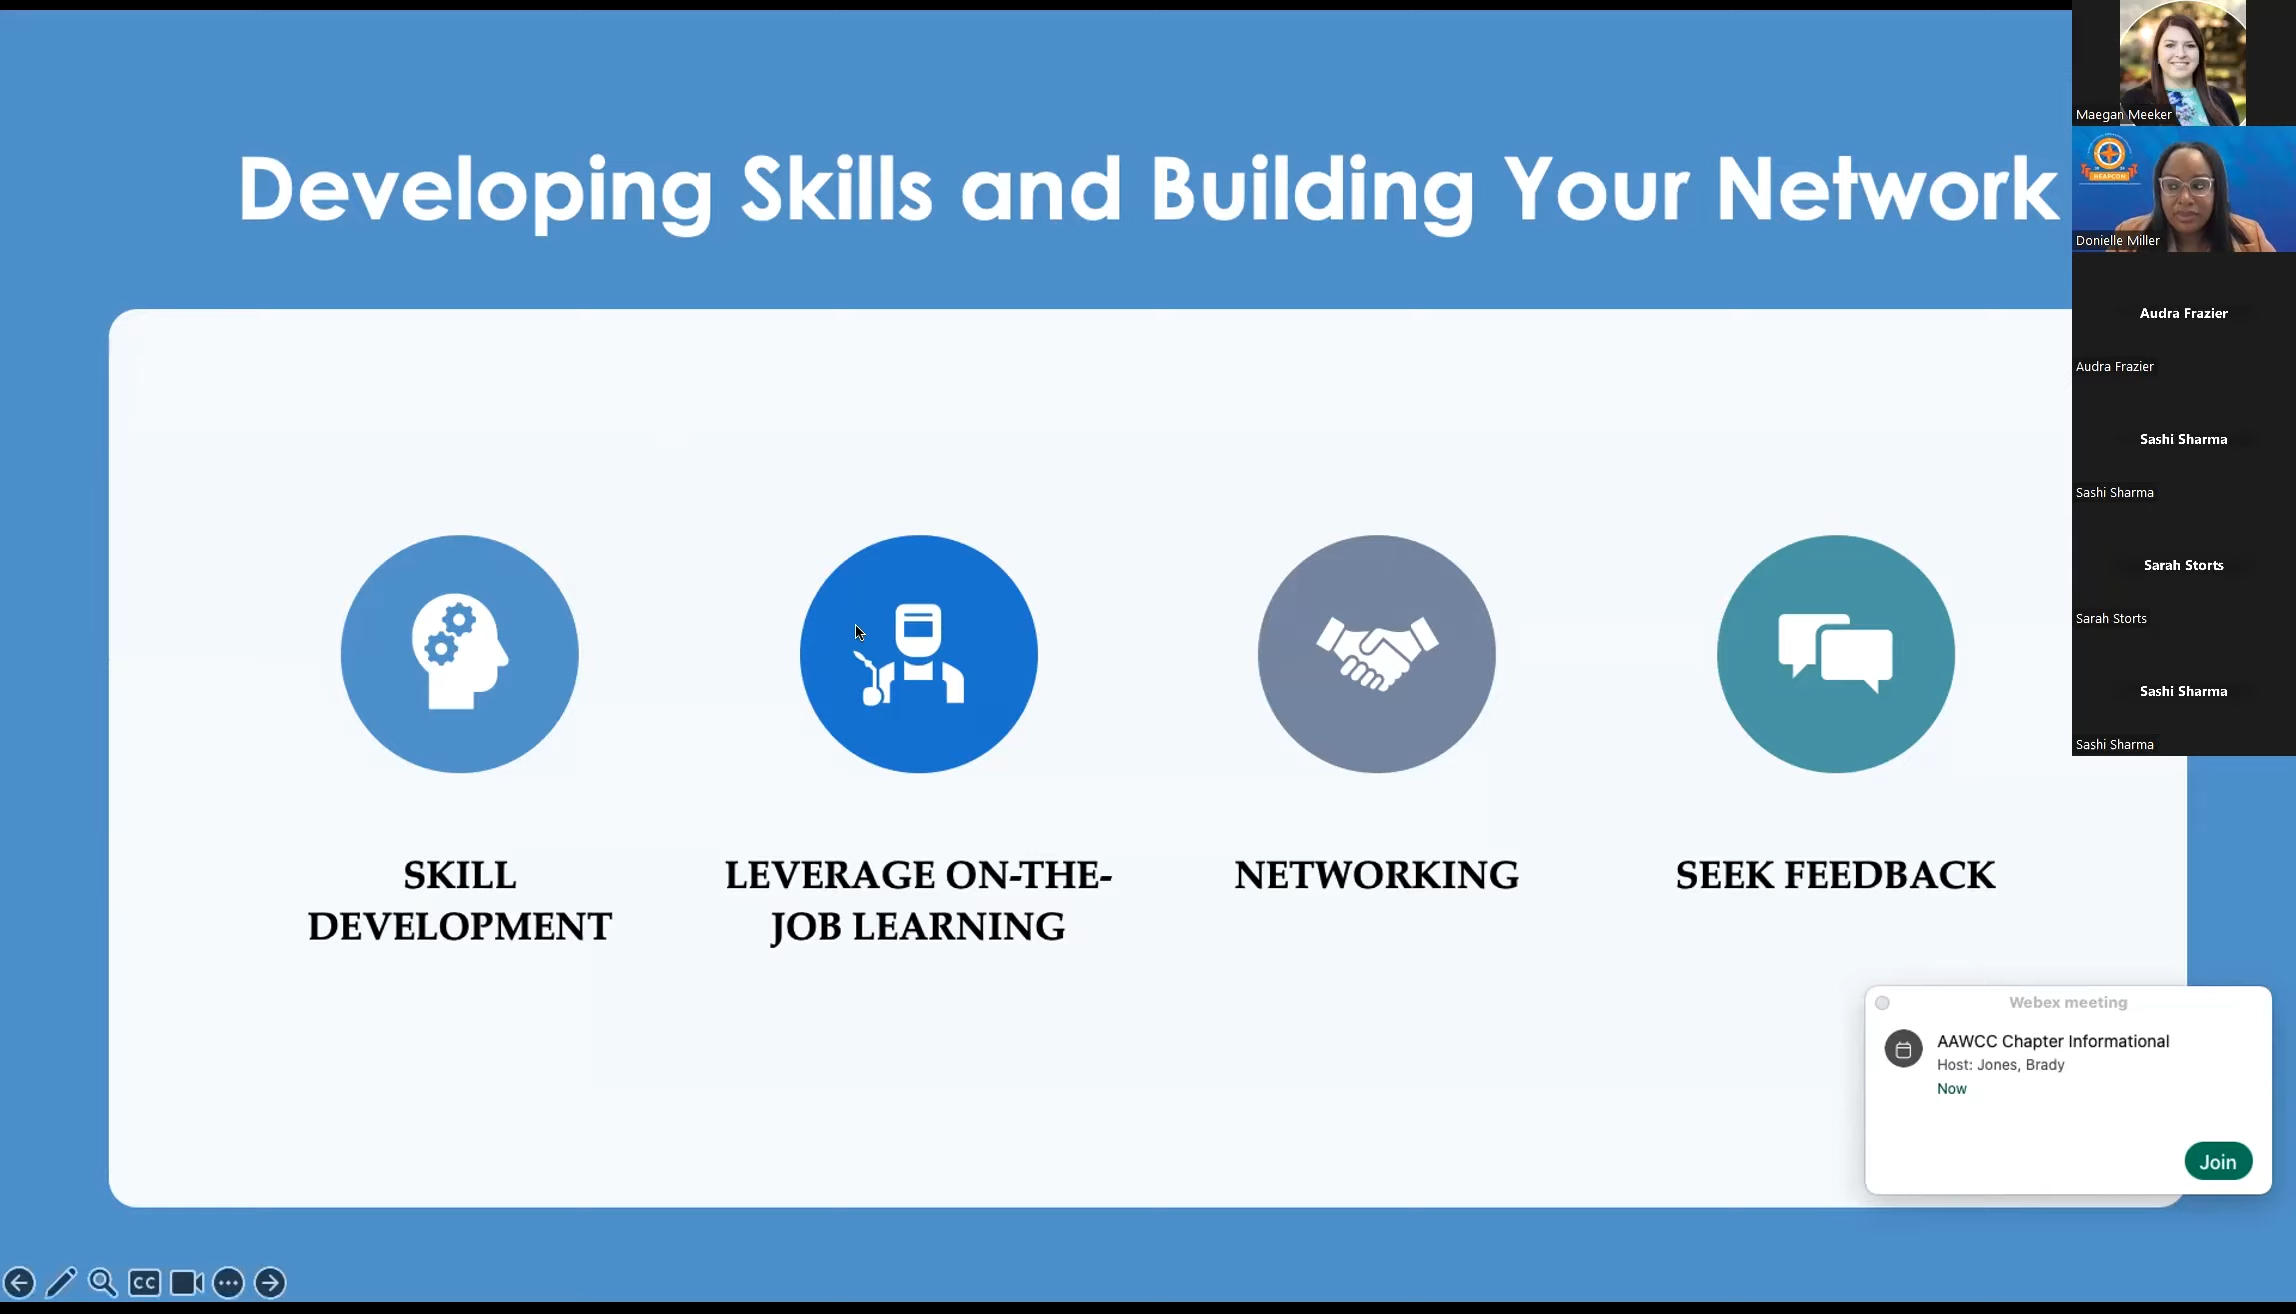 Developing Skills and Building Your Network
SKILL
DEVELOPMENT
LEVERAGE ON-THE-
JOB LEARNING
NETWORKING
SEEK FEEDBACK
Maegan Meeker
HEAPCON
Donielle Miller
Audra Frazier
Audra Frazier
Sashi Sharma
Sashi Sharma
Sarah Storts
Sarah Storts
Sashi Sharma
Sashi Sharma
Webex meeting
AAWCC Chapter Informational
Host: Jones, Brady
Now
Join
CC